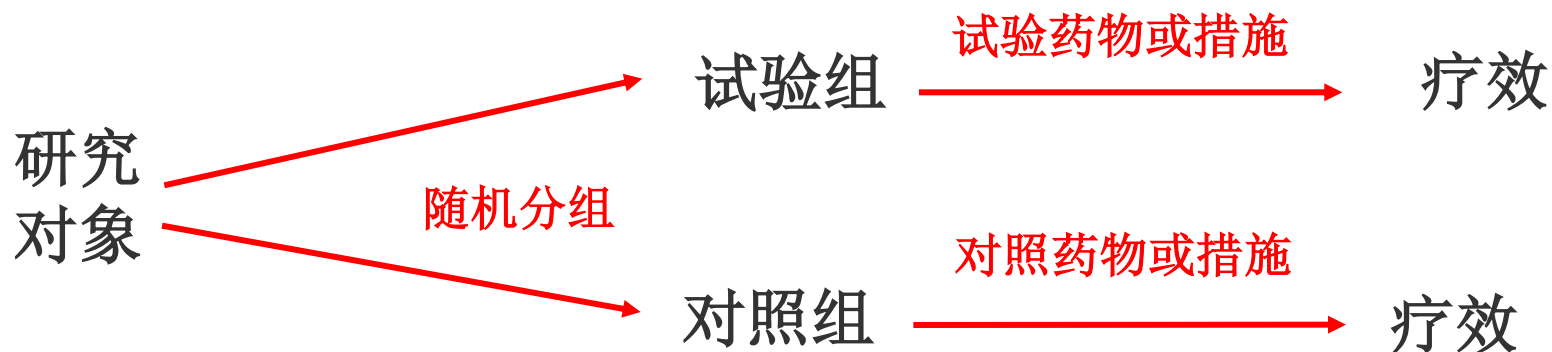 研究
对象
随机分组
试验组
试验药物或措施
疗效
对照组
对照药物或措施
疗效